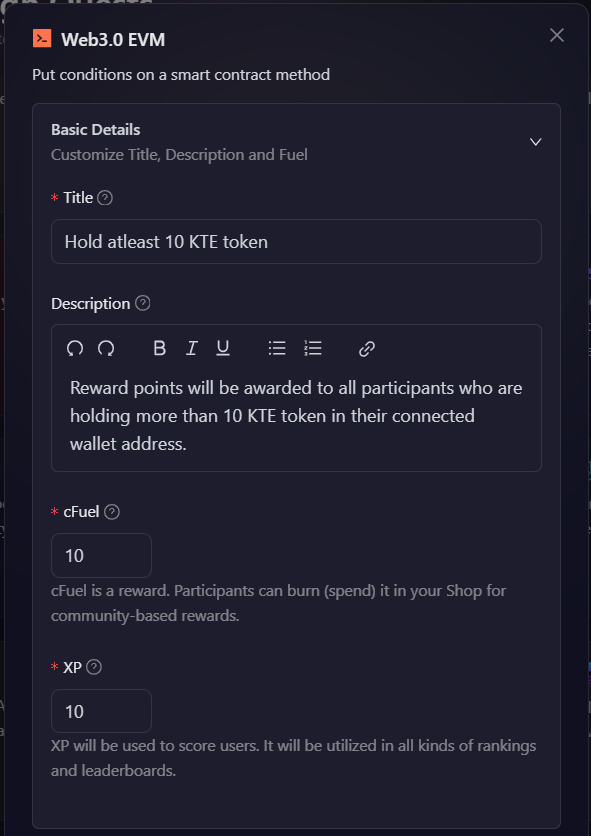 Web3.0 EVM
Put conditions on a smart contract method
Basic Details
Customize Title, Description and Fuel
* Title
Hold atleast 10 KTE token
Description
B I U
Reward points will be awarded to all participants who are
holding more than 10 KTE token in their connected
wallet address.
* cFuel
10
cFuel is a reward. Participants can burn (spend) it in your Shop for
community-based rewards.
* XP
10
XP will be used to score users. It will be utilized in all kinds of rankings
and leaderboards.